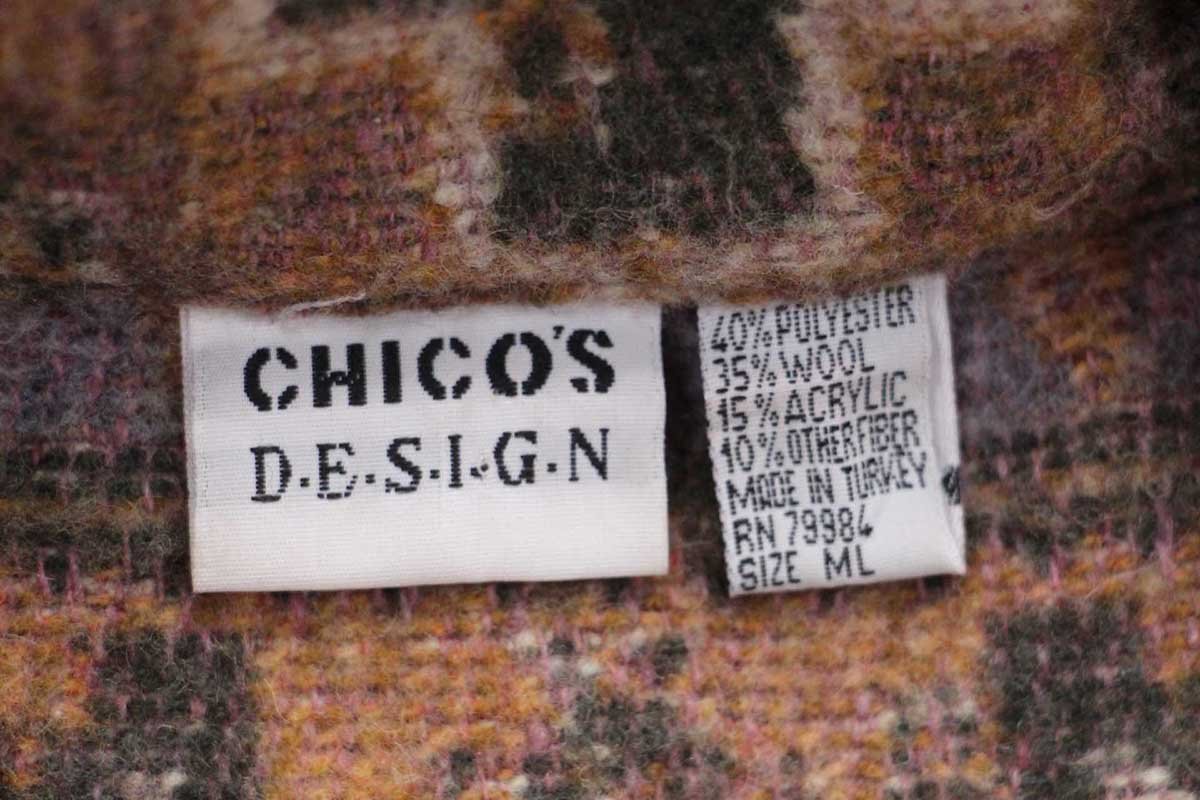 CHICO'S
D·E·S·I·G·N
40% POLYESTER
35% WOOL
15% ACRYLIC
10% OTHER FIBER
MADE IN TURKEY
RN 79984
SIZE ML